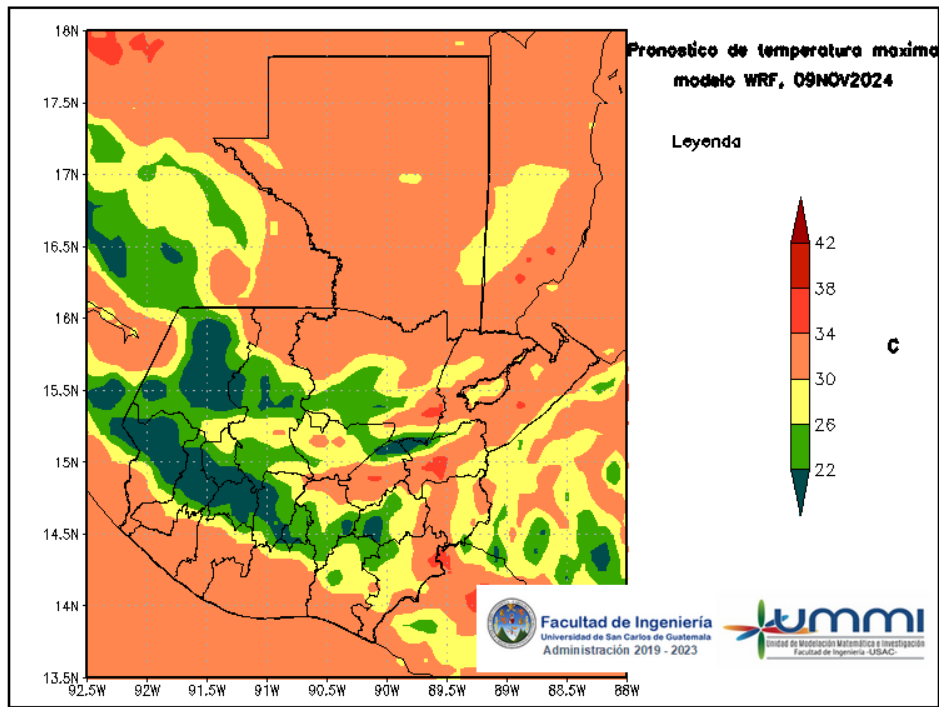 Pronostico de temperatura maxima
modelo WRF, 09NOV2024
Leyenda
42
38
34
30
26
22
C
18N
17.5N
17N
16.5N
16N
15.5N
15N
14.5N
14N
13.5N
92.5W
92W
91.5W
91W
90.5W
90W
89.5W
89W
88.5W
88W
Facultad de Ingeniería
Universidad de San Carlos de Guatemala
Administración 2019 - 2023
ummi
Unidad de Modelación Matemática e Investigación
Facultad de Ingeniería -USAC-